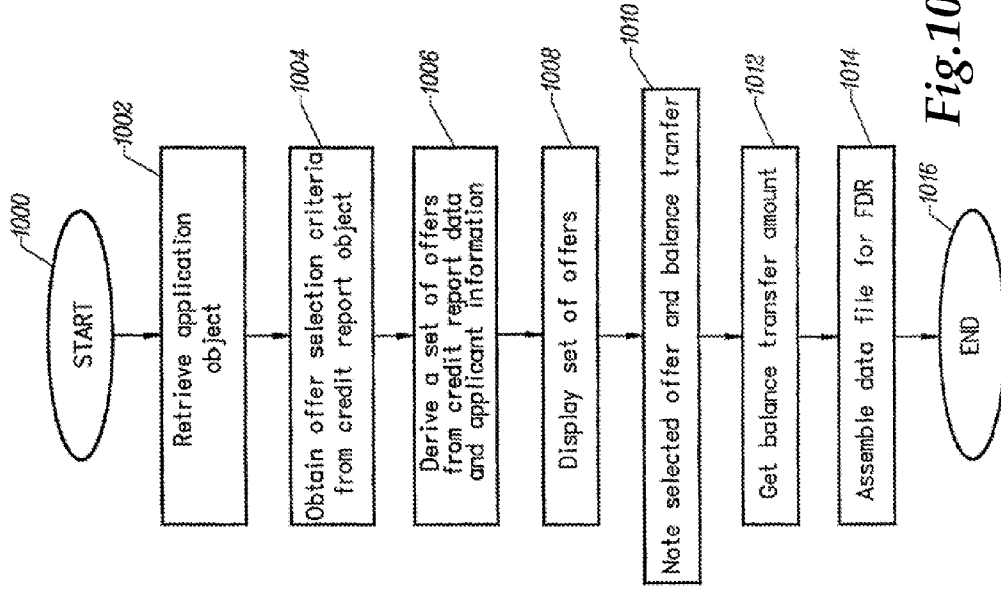 START
1000
Retrieve application
object
1002
Obtain offer selection criteria
from credit report object
1004
Derive a set of offers
from credit report data
and applicant information
1006
Display set of offers
1008
Note selected offer and balance tranfer
1010
Get balance transfer amount
1012
Assemble data file for FDR
1014
END
1016
Fig.10